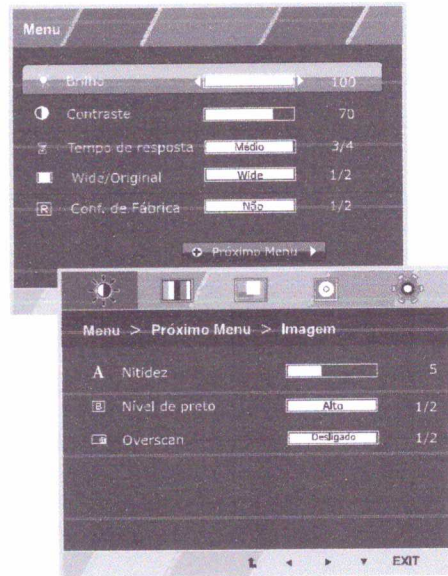 Menu
Brilho 100
Contraste 70
Tempo de resposta Médio 3/4
Wide/Original Wide 1/2
R Conf. de Fábrica Não 1/2
Próximo Menu
Menu > Próximo Menu > Imagem
A Nitidez 5
B Nível de preto Alto 1/2
Overscan Desligado 1/2
EXIT